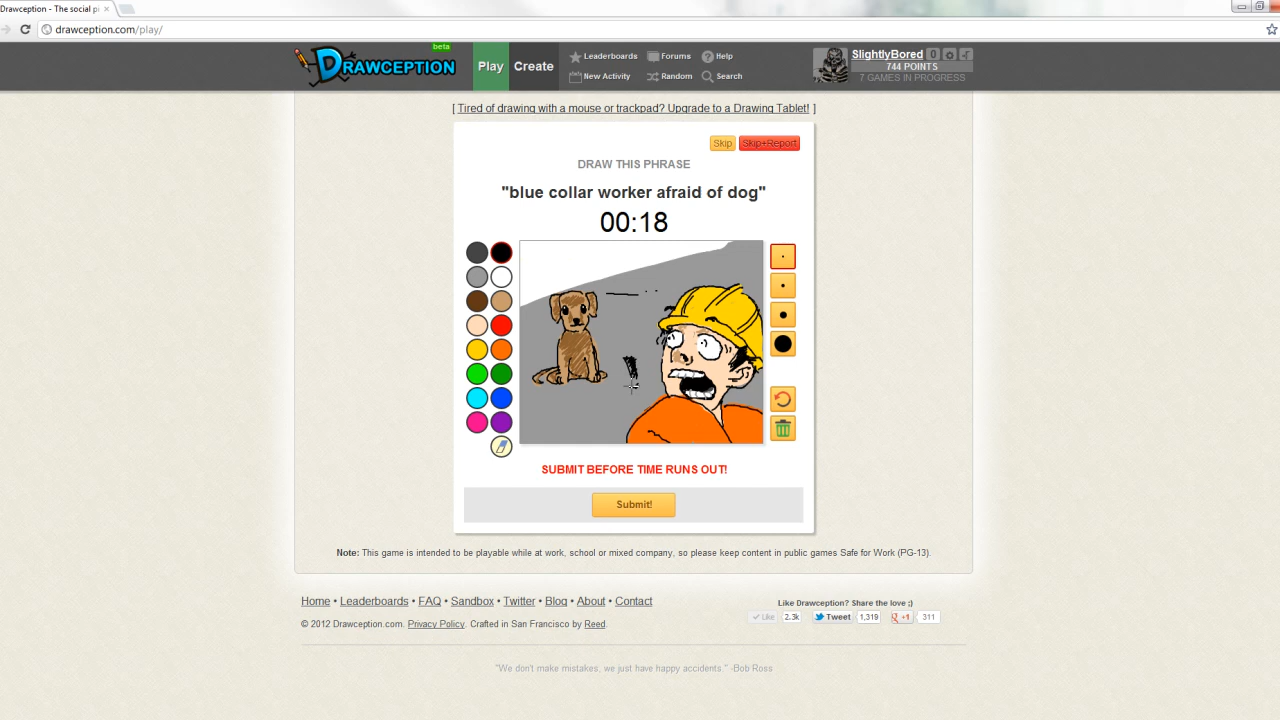 Drawception - The social pi
drawception.com/play/
beta
DRAWCEPTION
Play
Create
Leaderboards
Forums
Help
New Activity
Random
Search
SlightlyBored
0
744 POINTS
7 GAMES IN PROGRESS
[ Tired of drawing with a mouse or trackpad? Upgrade to a Drawing Tablet! ]
Skip
Skip+Report
DRAW THIS PHRASE
"blue collar worker afraid of dog"
00:18
SUBMIT BEFORE TIME RUNS OUT!
Submit!
Note: This game is intended to be playable while at work, school or mixed company, so please keep content in public games Safe for Work (PG-13).
Home • Leaderboards • FAQ • Sandbox • Twitter • Blog • About • Contact
© 2012 Drawception.com. Privacy Policy. Crafted in San Francisco by Reed.
Like Drawception? Share the love ;)
Like
2.3k
Tweet
1,319
+1
311
"We don't make mistakes; we just have happy accidents." -Bob Ross